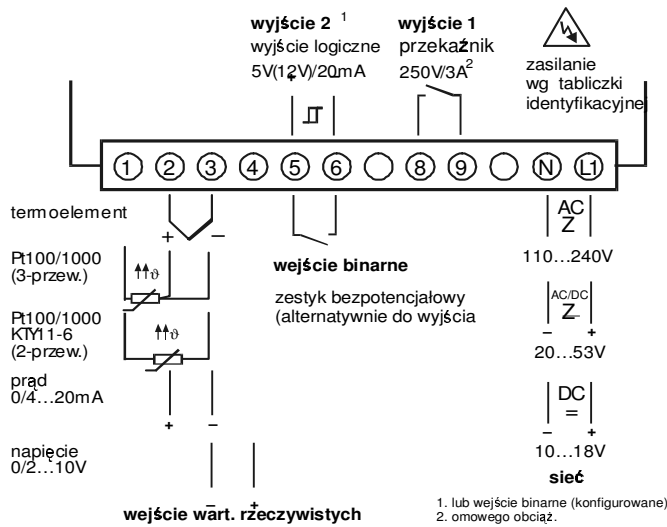 wyjście 2 1
wyjście logiczne
5V(12V)/20mA
+ −
wyjście 1
przekaźnik
250V/3A2
zasilanie
wg tabliczki
identyfikacyjnej
1 2 3 4 5 6 8 9 N L1
termoelement
+ −
Pt100/1000
(3-przew.)
ϑ
Pt100/1000
KTY11-6
(2-przew.)
ϑ
prąd
0/4...20mA
+ −
napięcie
0/2...10V
− +
wejście wart. rzeczywistych
wejście binarne
zestyk bezpotencjałowy
(alternatywnie do wyjścia
AC
Z
110...240V
AC/DC
Z
− +
20...53V
DC
=
− +
10...18V
sieć
1. lub wejście binarne (konfigurowane)
2. omowego obciąż.